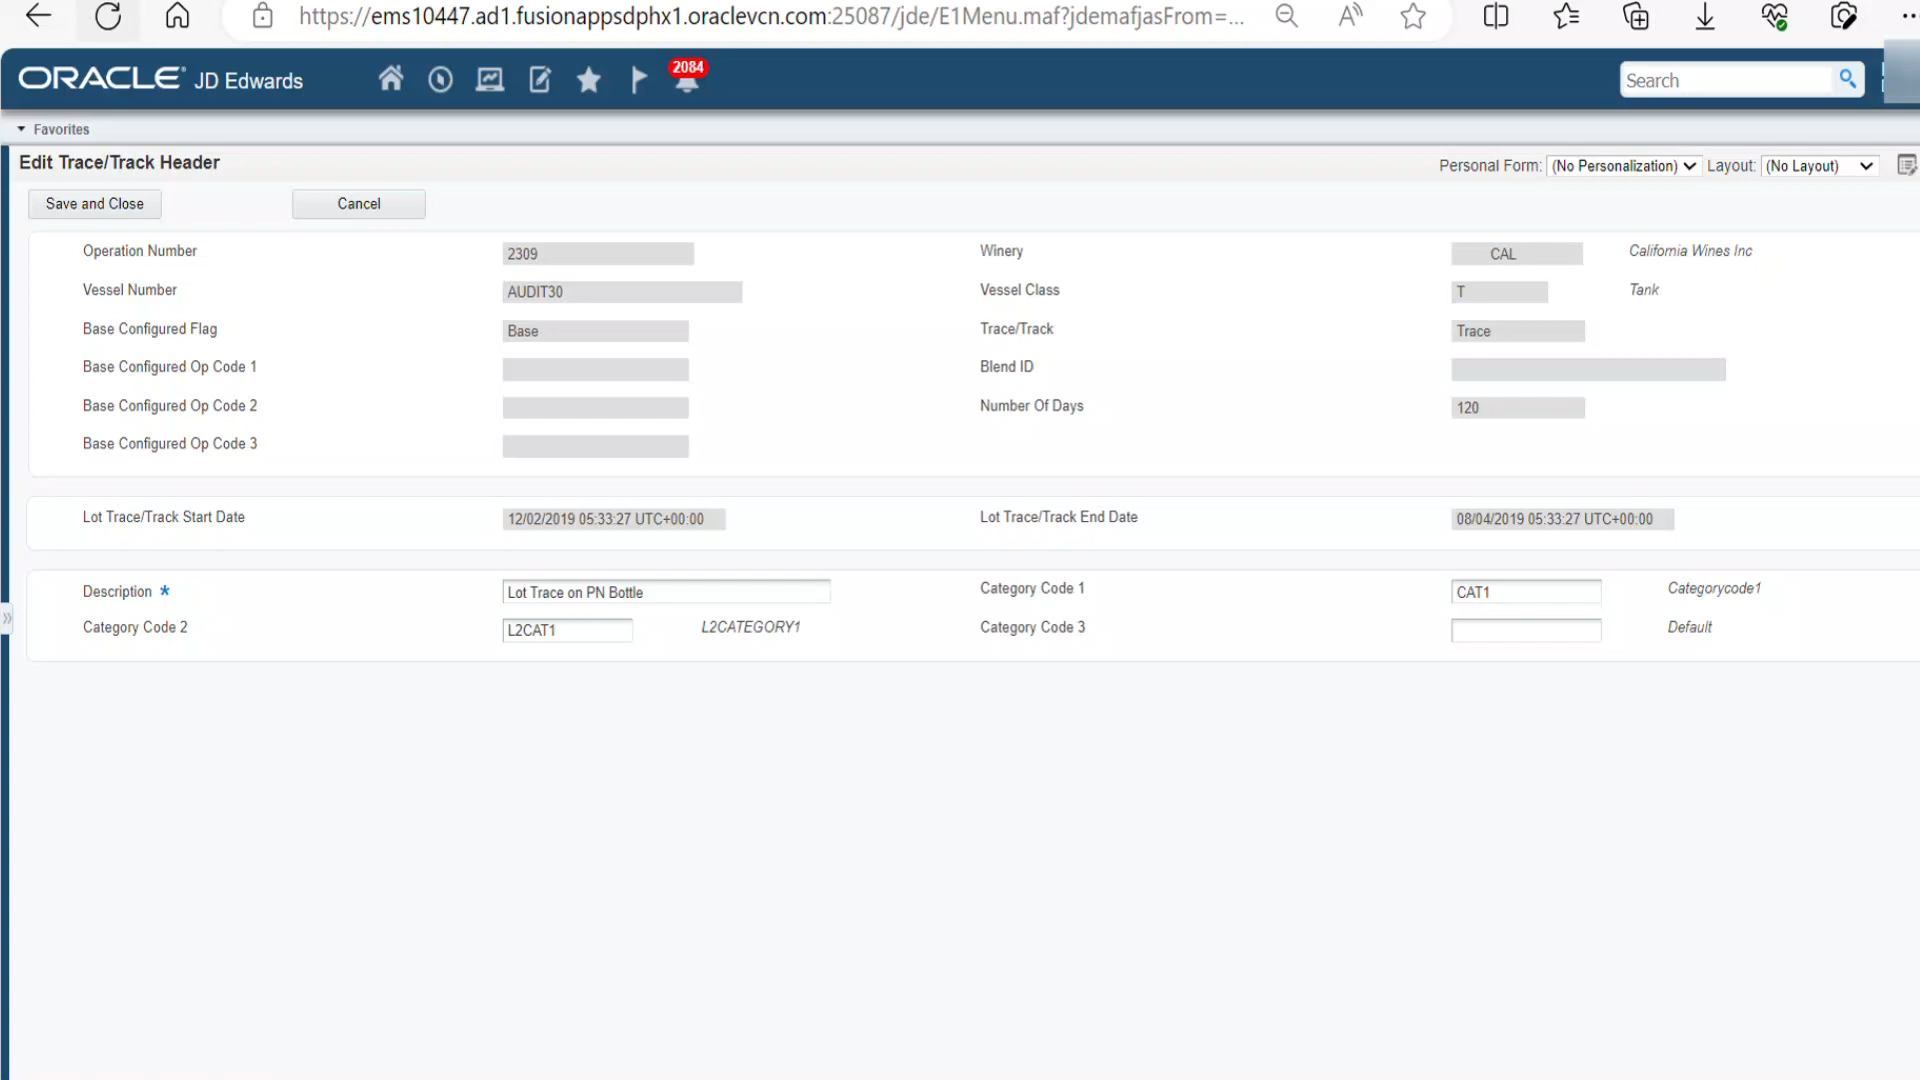 https://ems10447.ad1.fusionappsdphx1.oraclevcn.com:25087/jde/E1Menu.maf?jdemafjasFrom=...
ORACLE JD Edwards
2084
Search
Favorites
Edit Trace/Track Header
Personal Form: (No Personalization) Layout: (No Layout)
Save and Close Cancel
Operation Number 2309 Winery CAL California Wines Inc
Vessel Number AUDIT30 Vessel Class T Tank
Base Configured Flag Base Trace/Track Trace
Base Configured Op Code 1 Blend ID
Base Configured Op Code 2 Number Of Days 120
Base Configured Op Code 3
Lot Trace/Track Start Date 12/02/2019 05:33:27 UTC+00:00 Lot Trace/Track End Date 08/04/2019 05:33:27 UTC+00:00
Description * Lot Trace on PN Bottle Category Code 1 CAT1 Categorycode1
Category Code 2 L2CAT1 L2CATEGORY1 Category Code 3 Default